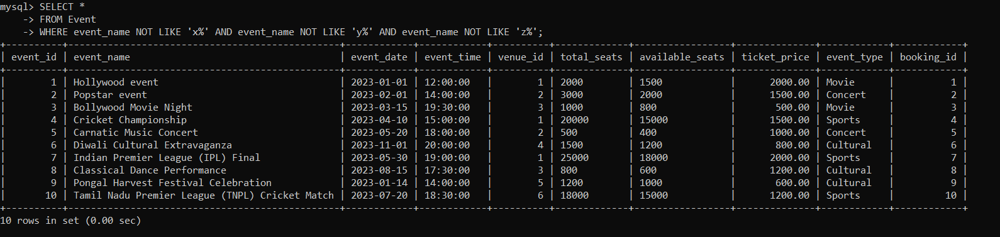 mysql> SELECT *
    -> FROM Event
    -> WHERE event_name NOT LIKE 'x%' AND event_name NOT LIKE 'y%' AND event_name NOT LIKE 'z%';
+----------+------------------------------------------------+------------+------------+----------+-------------+-----------------+--------------+------------+------------+
| event_id | event_name                                     | event_date | event_time | venue_id | total_seats | available_seats | ticket_price | event_type | booking_id |
+----------+------------------------------------------------+------------+------------+----------+-------------+-----------------+--------------+------------+------------+
|        1 | Hollywood event                                | 2023-01-01 | 12:00:00   |        1 | 2000        | 1500            |      2000.00 | Movie      |          1 |
|        2 | Popstar event                                  | 2023-02-01 | 14:00:00   |        2 | 3000        | 2000            |      1500.00 | Concert    |          2 |
|        3 | Bollywood Movie Night                          | 2023-03-15 | 19:30:00   |        3 | 1000        | 800             |       500.00 | Movie      |          3 |
|        4 | Cricket Championship                           | 2023-04-10 | 15:00:00   |        1 | 20000       | 15000           |      1500.00 | Sports     |          4 |
|        5 | Carnatic Music Concert                         | 2023-05-20 | 18:00:00   |        2 | 500         | 400             |      1000.00 | Concert    |          5 |
|        6 | Diwali Cultural Extravaganza                   | 2023-11-01 | 20:00:00   |        4 | 1500        | 1200            |       800.00 | Cultural   |          6 |
|        7 | Indian Premier League (IPL) Final              | 2023-05-30 | 19:00:00   |        1 | 25000       | 18000           |      2000.00 | Sports     |          7 |
|        8 | Classical Dance Performance                    | 2023-08-15 | 17:30:00   |        3 | 800         | 600             |      1200.00 | Cultural   |          8 |
|        9 | Pongal Harvest Festival Celebration            | 2023-01-14 | 14:00:00   |        5 | 1200        | 1000            |       600.00 | Cultural   |          9 |
|       10 | Tamil Nadu Premier League (TNPL) Cricket Match | 2023-07-20 | 18:30:00   |        6 | 18000       | 15000           |      1200.00 | Sports     |         10 |
+----------+------------------------------------------------+------------+------------+----------+-------------+-----------------+--------------+------------+------------+
10 rows in set (0.00 sec)